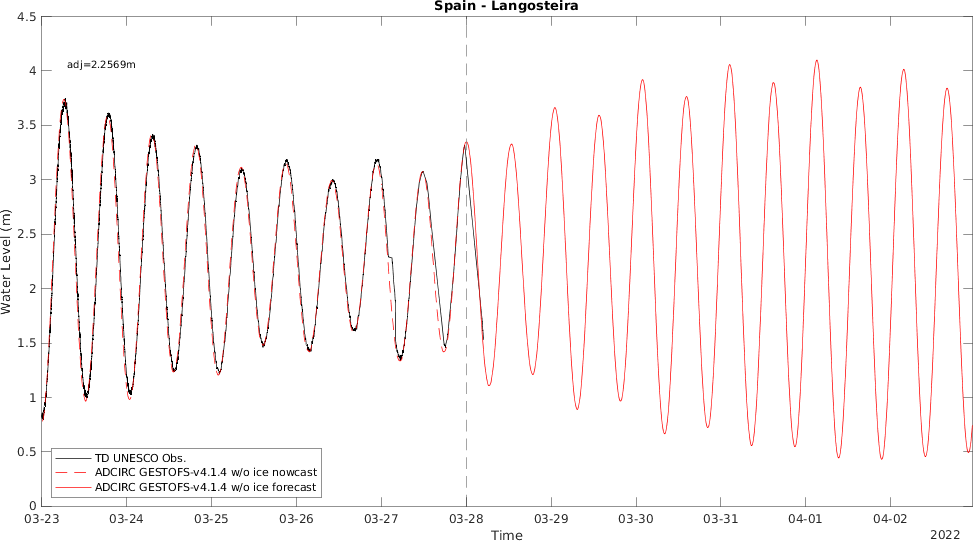 Spain - Langosteira
4.5
4
3.5
3
2.5
2
1.5
1
0.5
0
Water Level (m)
adj=2.2569m
TD UNESCO Obs.
ADCIRC GESTOFS-v4.1.4 w/o ice nowcast
ADCIRC GESTOFS-v4.1.4 w/o ice forecast
03-23 03-24 03-25 03-26 03-27 03-28 03-29 03-30 03-31 04-01 04-02
Time
2022